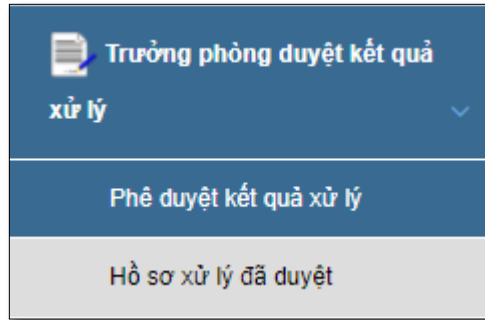 Trưởng phòng duyệt kết quả
xử lý
Phê duyệt kết quả xử lý
Hồ sơ xử lý đã duyệt